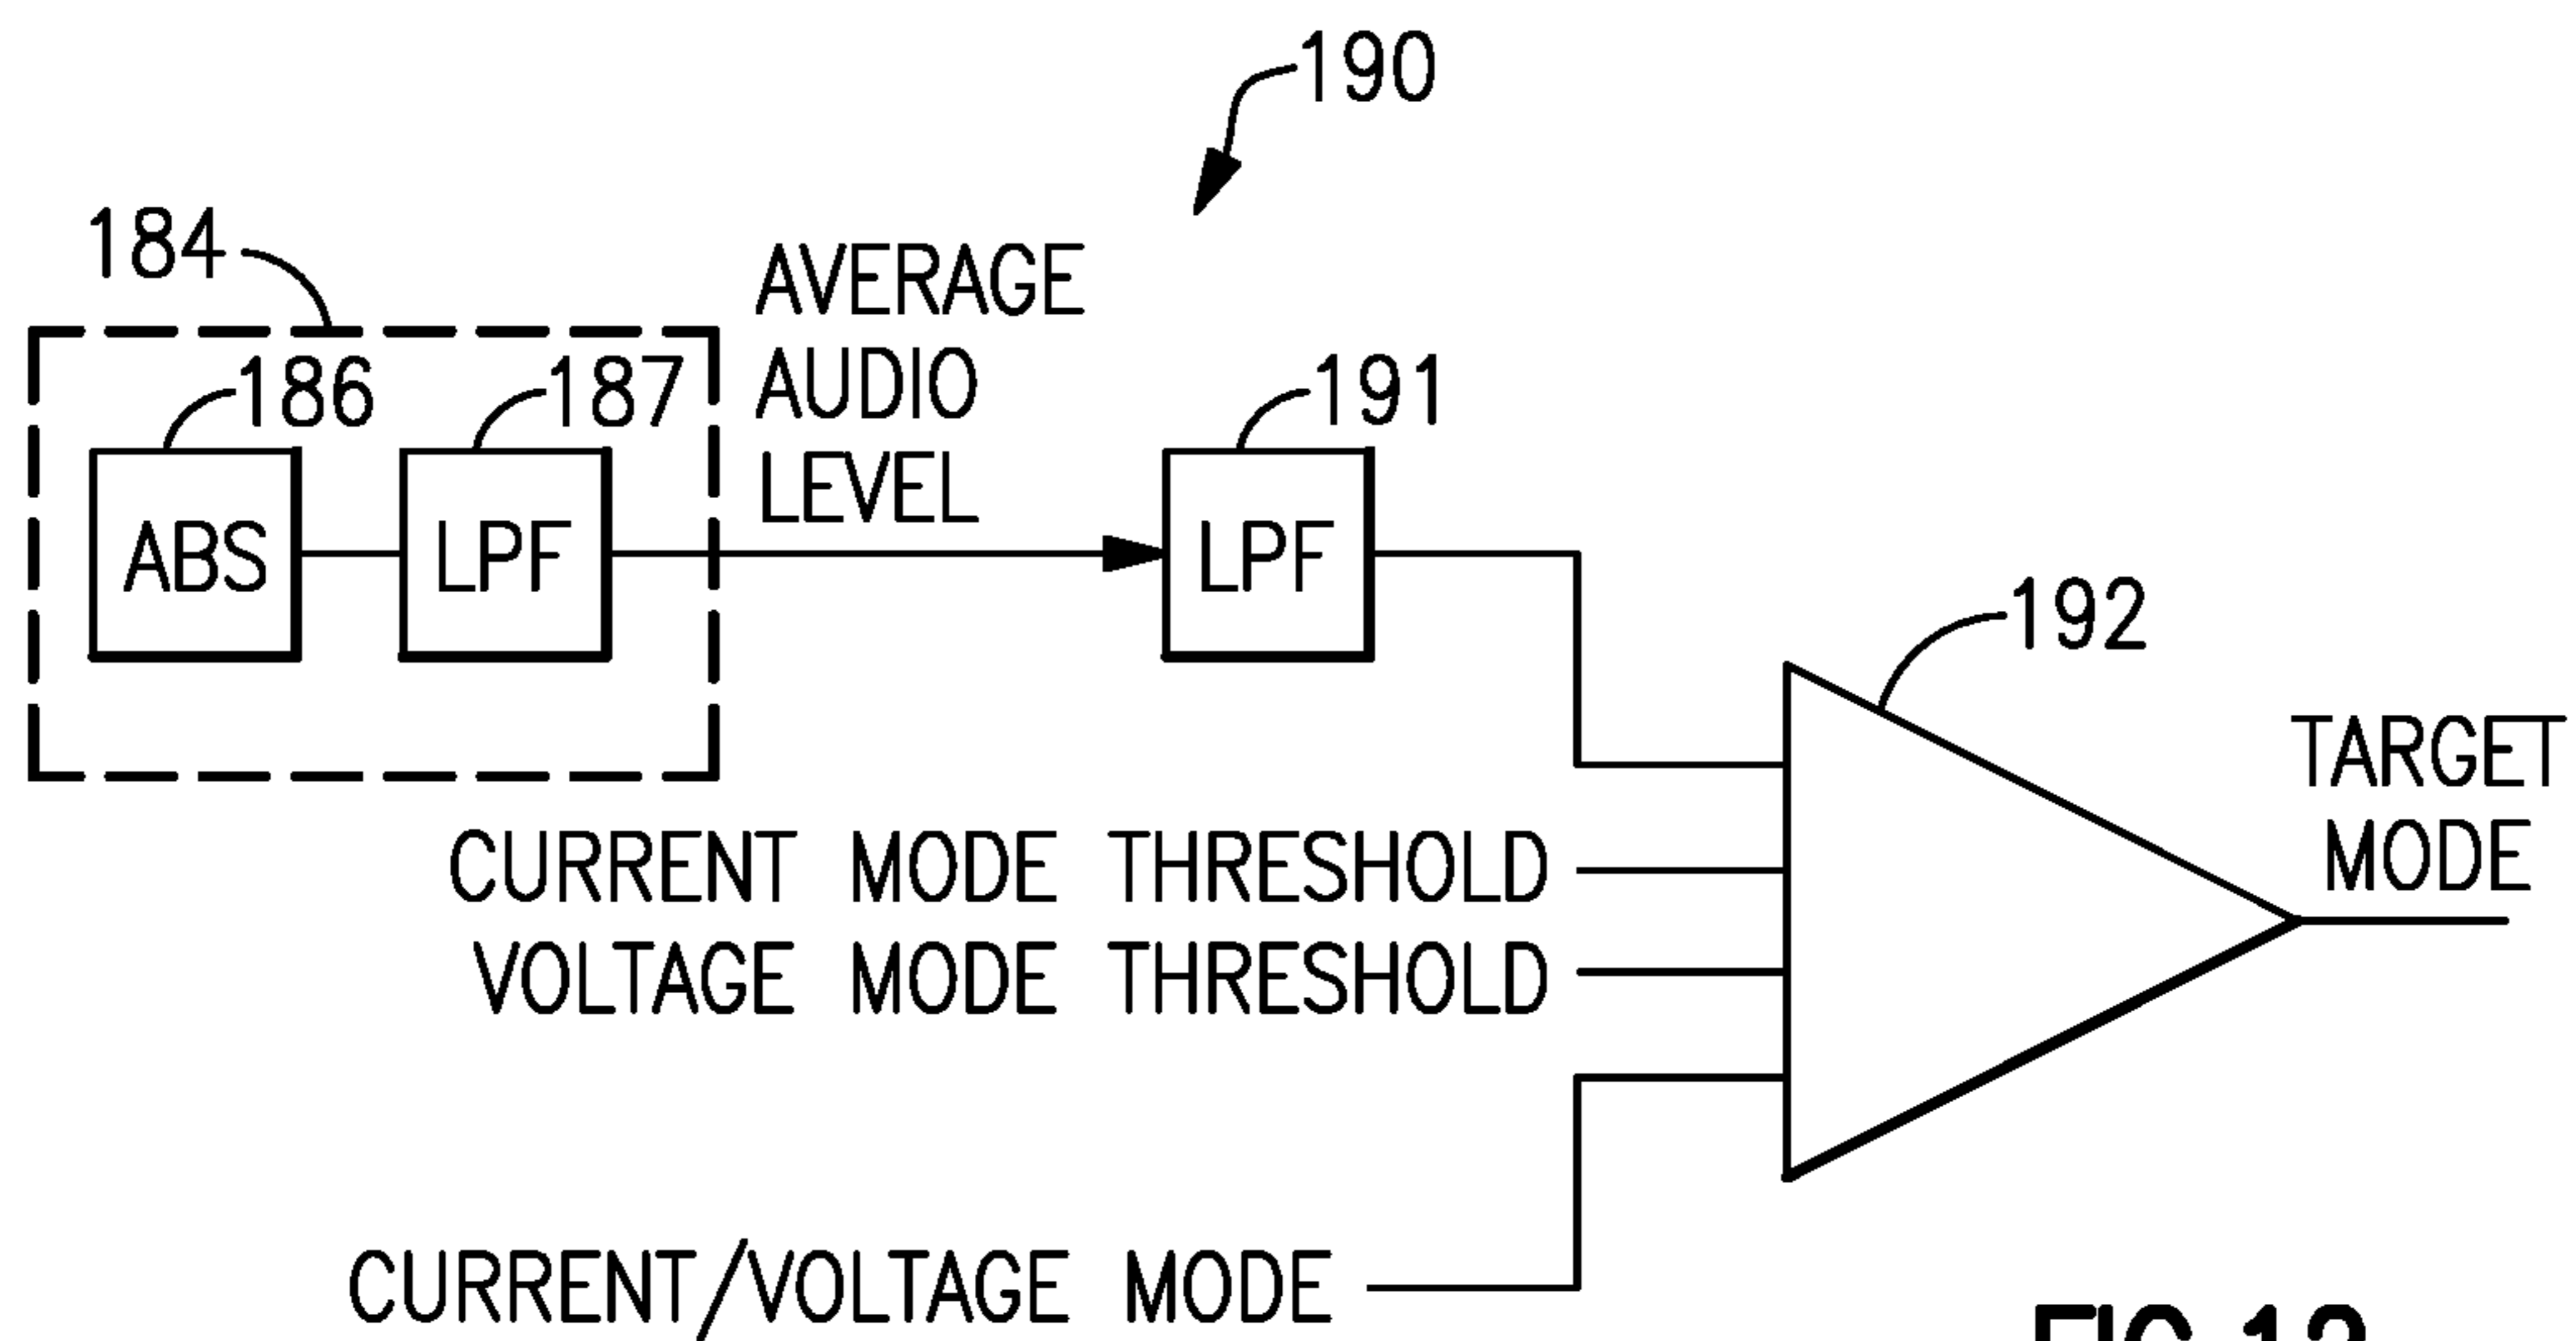 190
184
AVERAGE
AUDIO
LEVEL
186
187
191
ABS
LPF
LPF
192
TARGET
MODE
CURRENT MODE THRESHOLD
VOLTAGE MODE THRESHOLD
CURRENT/VOLTAGE MODE